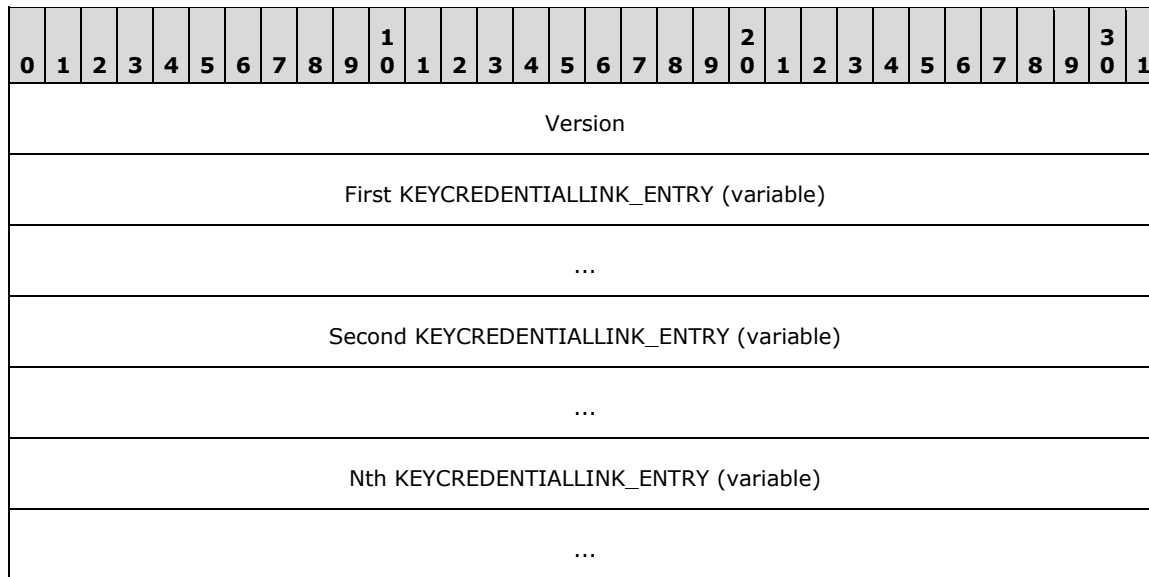 1 2 3
0 1 2 3 4 5 6 7 8 9 0 1 2 3 4 5 6 7 8 9 0 1 2 3 4 5 6 7 8 9 0 1
Version
First KEYCREDENTIALLINK_ENTRY (variable)
...
Second KEYCREDENTIALLINK_ENTRY (variable)
...
Nth KEYCREDENTIALLINK_ENTRY (variable)
...